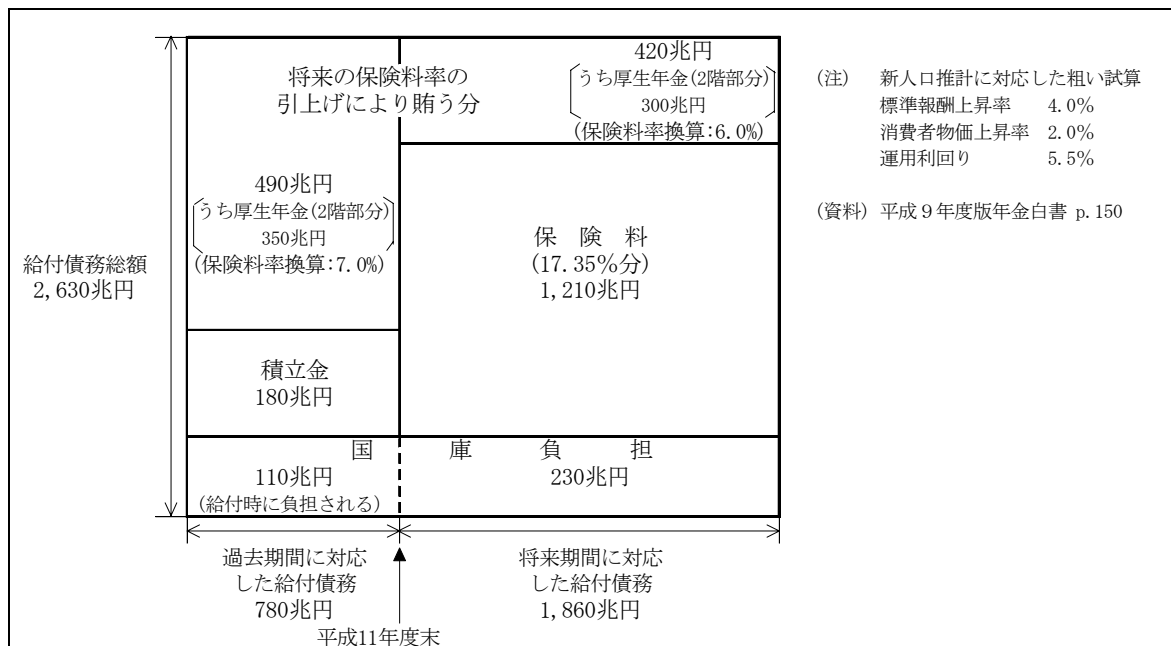 給付債務総額
2,630兆円
将来の保険料率の
引上げにより賄う分
490兆円
うち厚生年金(2階部分)
350兆円
(保険料率換算:7.0%)
積立金
180兆円
420兆円
うち厚生年金(2階部分)
300兆円
(保険料率換算:6.0%)
保険料
(17.35%分)
1,210兆円
国庫負担
110兆円
(給付時に負担される)
230兆円
過去期間に対応
した給付債務
780兆円
将来期間に対応
した給付債務
1,860兆円
平成11年度末
(注) 新人口推計に対応した粗い試算
標準報酬上昇率 4.0%
消費者物価上昇率 2.0%
運用利回り 5.5%
(資料) 平成9年度版年金白書 p.150